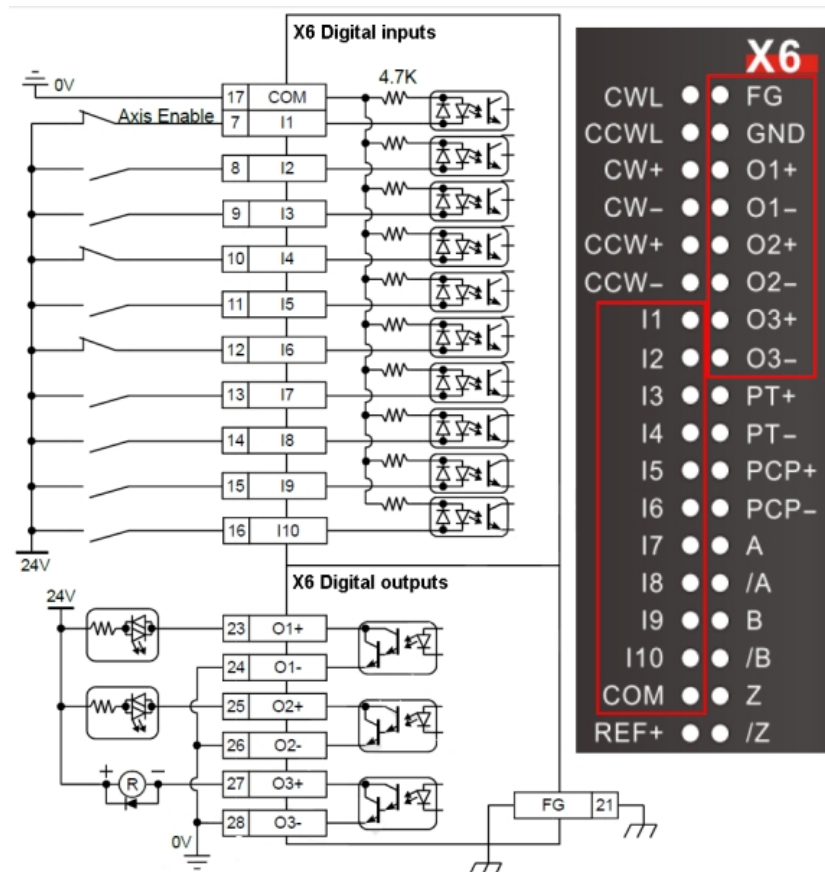 X6 Digital inputs
0V
4.7K
17 COM
Axis Enable 7 I1
8 I2
9 I3
10 I4
11 I5
12 I6
13 I7
14 I8
15 I9
16 I10
24V
X6 Digital outputs
24V
23 O1+
24 O1-
25 O2+
26 O2-
+ R − 27 O3+
28 O3-
0V
FG 21
X6
CWL FG
CCWL GND
CW+ O1+
CW− O1−
CCW+ O2+
CCW− O2−
I1 O3+
I2 O3−
I3 PT+
I4 PT−
I5 PCP+
I6 PCP−
I7 A
I8 /A
I9 B
I10 /B
COM Z
REF+ /Z